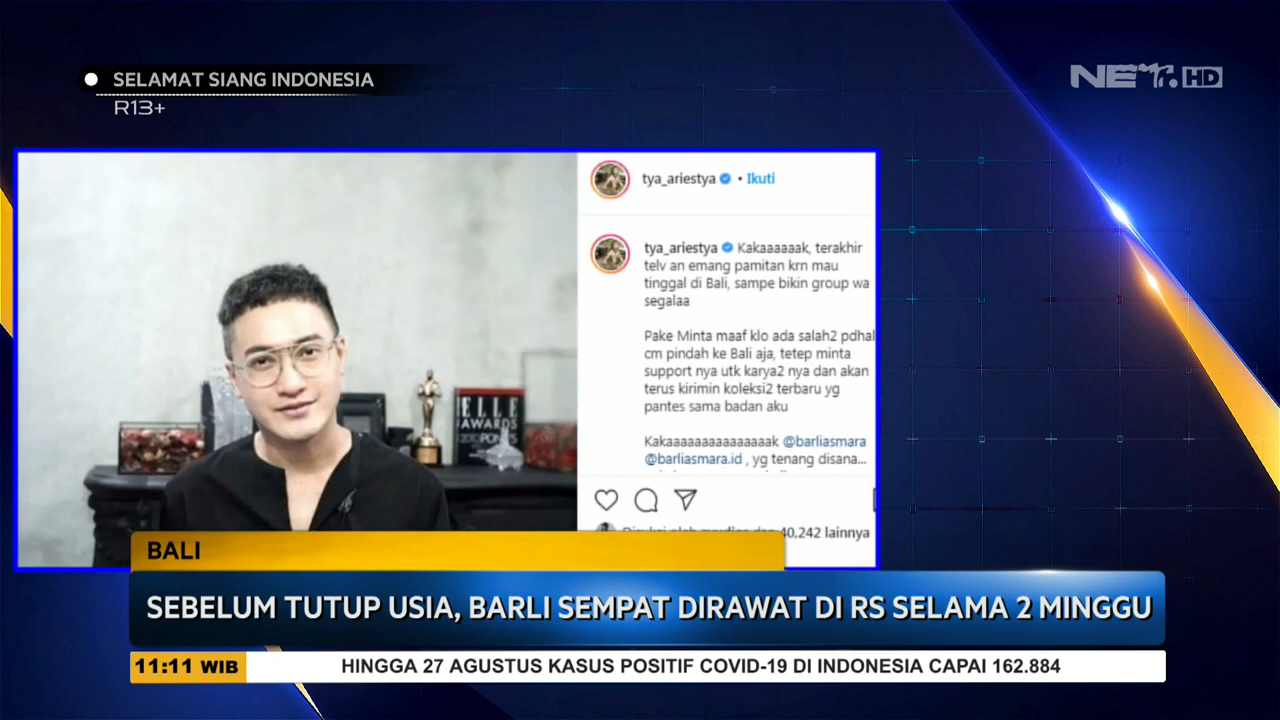 SELAMAT SIANG INDONESIA
R13+
NET. HD
tya_ariestya • Ikuti
tya_ariestya Kakaaaaaak, terakhir
telv an emang pamitan krn mau
tinggal di Bali, sampe bikin group wa
segalaa
Pake Minta maaf klo ada salah2 pdhal
cm pindah ke Bali aja, tetep minta
support nya utk karya2 nya dan akan
terus kirimin koleksi2 terbaru yg
pantes sama badan aku
Kakaaaaaaaaaaaaaaak @barliasmara
@barliasmara.id , yg tenang disana...
40,242 lainnya
ELLE
AWARDS
BALI
SEBELUM TUTUP USIA, BARLI SEMPAT DIRAWAT DI RS SELAMA 2 MINGGU
11:11 WIB
HINGGA 27 AGUSTUS KASUS POSITIF COVID-19 DI INDONESIA CAPAI 162.884